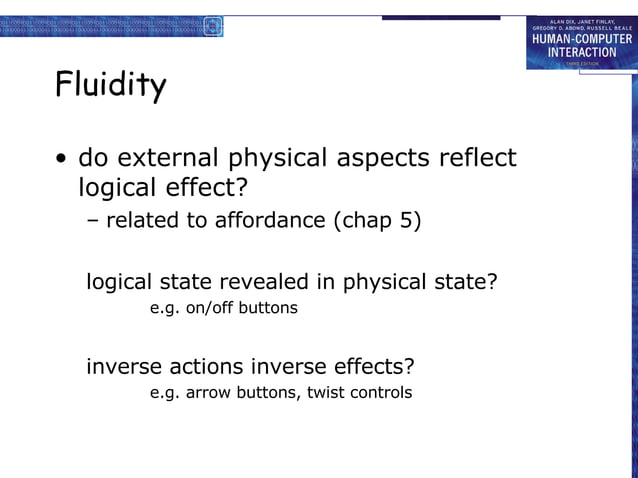 ALAN DIX, JANET FINLAY,
GREGORY D. ABOWD, RUSSELL BEALE
HUMAN-COMPUTER
INTERACTION
THIRD EDITION
Fluidity
• do external physical aspects reflect
logical effect?
– related to affordance (chap 5)
logical state revealed in physical state?
e.g. on/off buttons
inverse actions inverse effects?
e.g. arrow buttons, twist controls